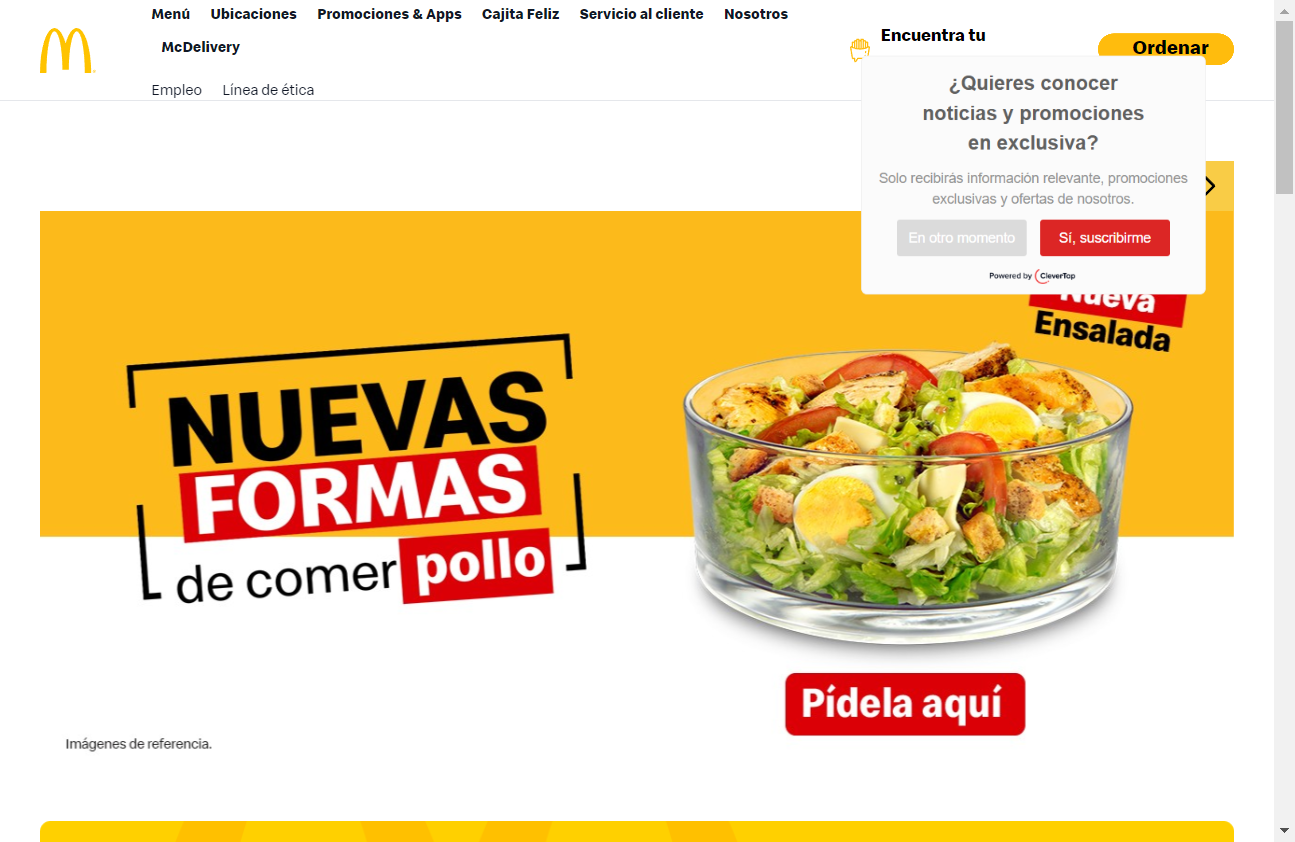 Menú Ubicaciones Promociones & Apps Cajita Feliz Servicio al cliente Nosotros
McDelivery
Empleo Línea de ética
Encuentra tu
Ordenar
¿Quieres conocer
noticias y promociones
en exclusiva?
Solo recibirás información relevante, promociones
exclusivas y ofertas de nosotros.
En otro momento Sí, suscribirme
Powered by CleverTap
NUEVAS
FORMAS
de comer pollo
Nueva
Ensalada
Pídela aquí
Imágenes de referencia.